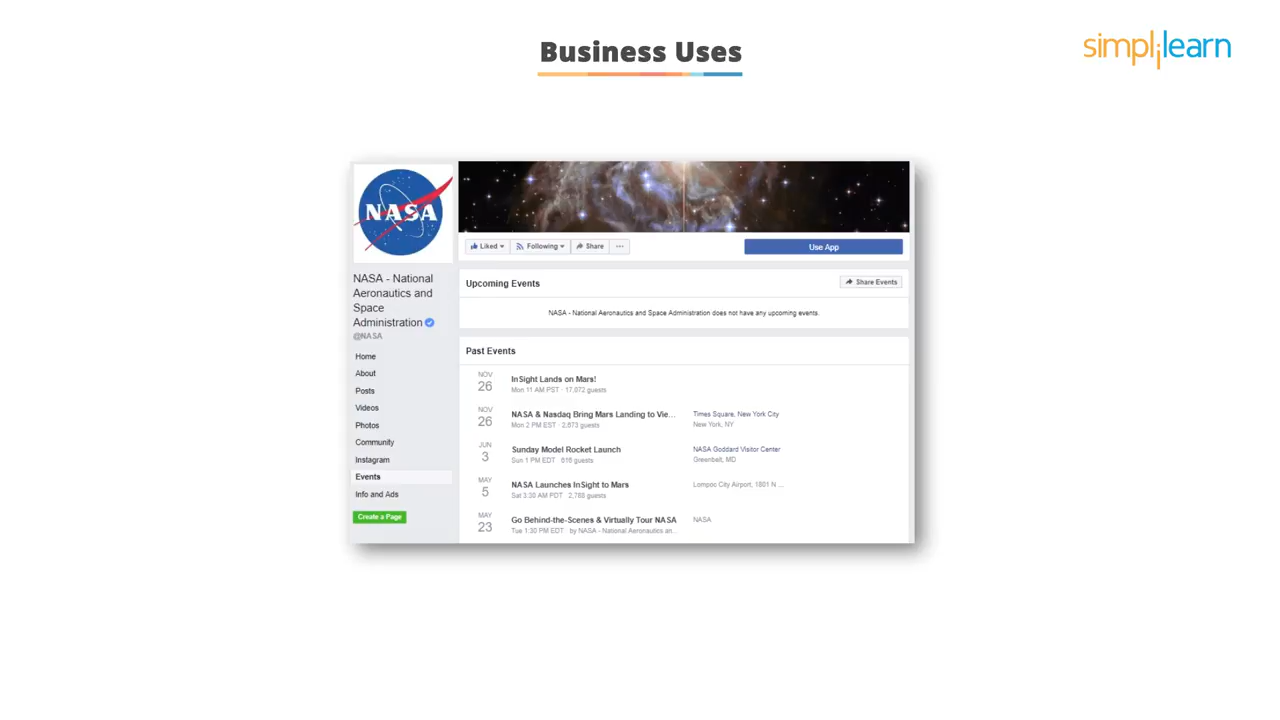 Business Uses
simplilearn
NASA
NASA - National
Aeronautics and
Space
Administration
@NASA
Home
About
Posts
Videos
Photos
Community
Instagram
Events
Info and Ads
Create a Page
Liked
Following
Share
Use App
Upcoming Events
Share Events
NASA - National Aeronautics and Space Administration does not have any upcoming events.
Past Events
NOV
26
InSight Lands on Mars!
Mon 11 AM PST · 17,072 guests
NOV
26
NASA & Nasdaq Bring Mars Landing to Vie...
Times Square, New York City
Mon 2 PM EST · 2,673 guests
New York, NY
JUN
3
Sunday Model Rocket Launch
NASA Goddard Visitor Center
Sun 1 PM EDT · 616 guests
Greenbelt, MD
MAY
5
NASA Launches InSight to Mars
Lompoc City Airport, 1801 N ...
Sat 3:30 AM PDT · 2,788 guests
MAY
23
Go Behind-the-Scenes & Virtually Tour NASA
NASA
Tue 1:30 PM EDT · by NASA - National Aeronautics an...